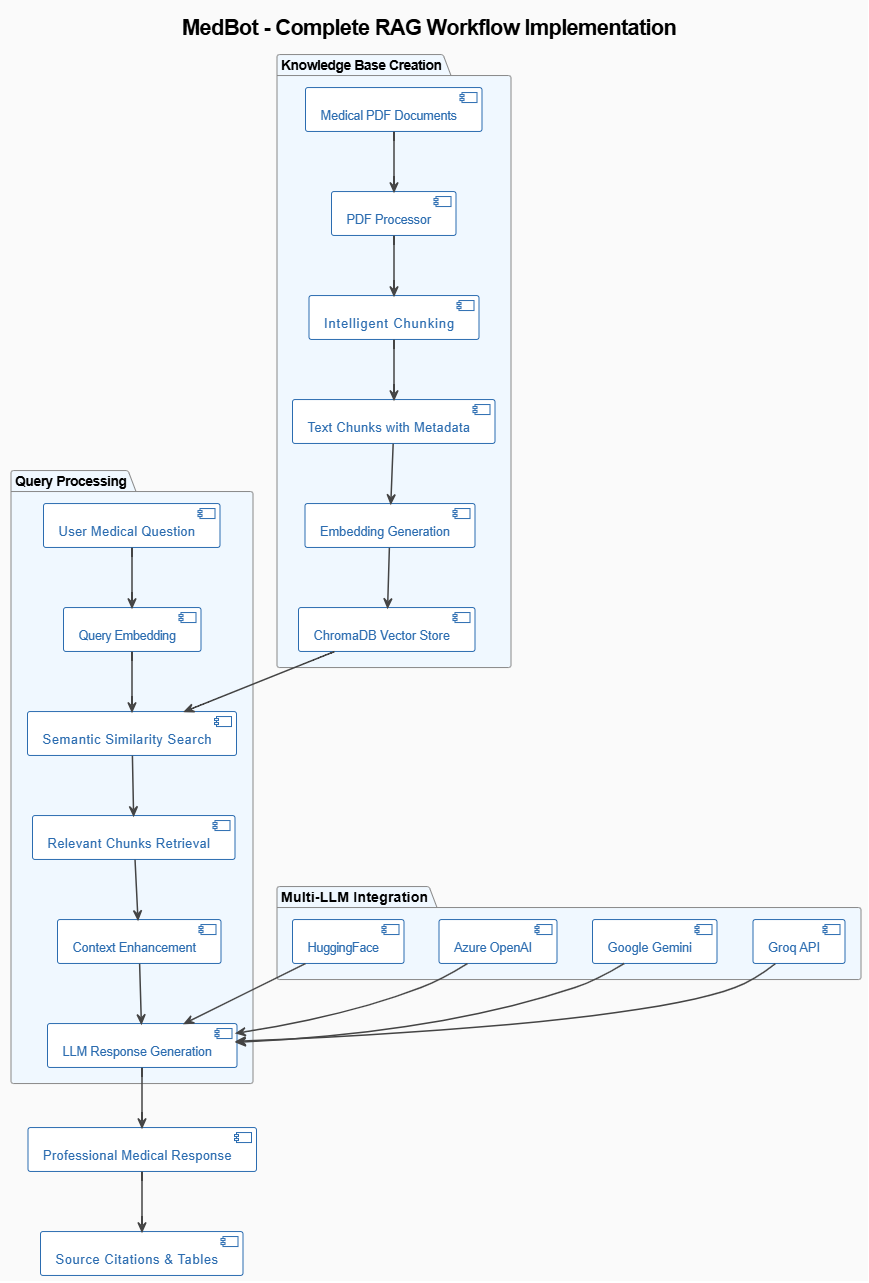 MedBot - Complete RAG Workflow Implementation
Knowledge Base Creation
Medical PDF Documents
PDF Processor
Intelligent Chunking
Text Chunks with Metadata
Embedding Generation
ChromaDB Vector Store
Query Processing
User Medical Question
Query Embedding
Semantic Similarity Search
Relevant Chunks Retrieval
Context Enhancement
LLM Response Generation
Multi-LLM Integration
HuggingFace
Azure OpenAI
Google Gemini
Groq API
Professional Medical Response
Source Citations & Tables